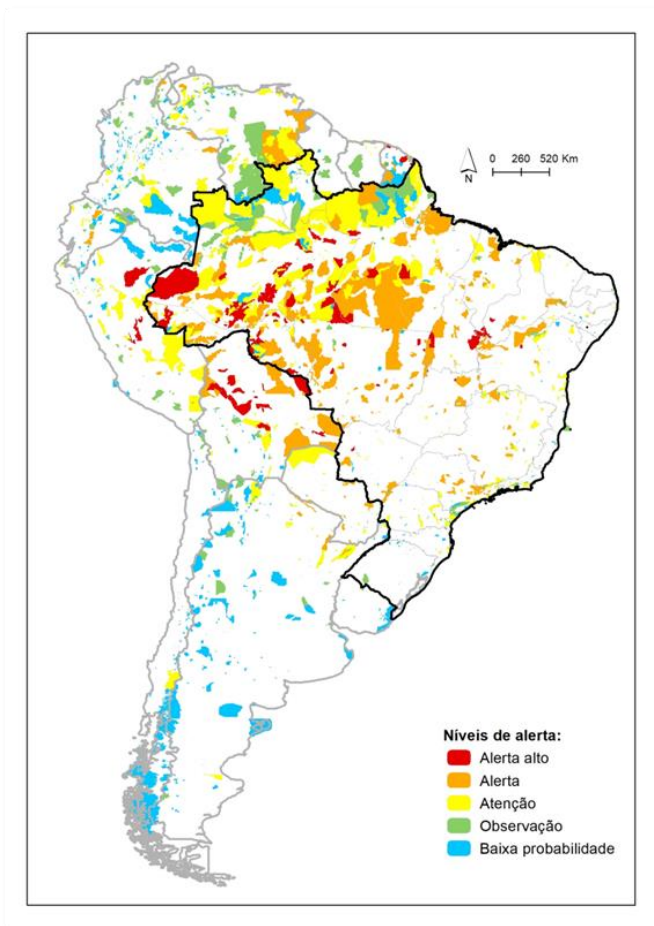 N
0 260 520 Km
Níveis de alerta:
Alerta alto
Alerta
Atenção
Observação
Baixa probabilidade